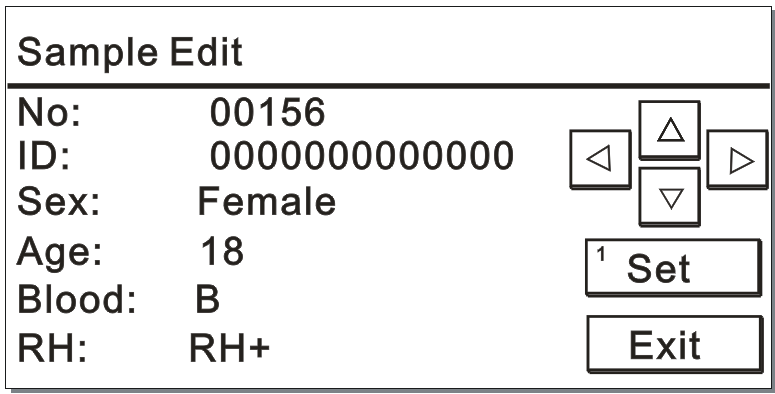 Sample Edit
No: 00156
ID: 0000000000000
Sex: Female
Age: 18
Blood: B
RH: RH+
1 Set
Exit